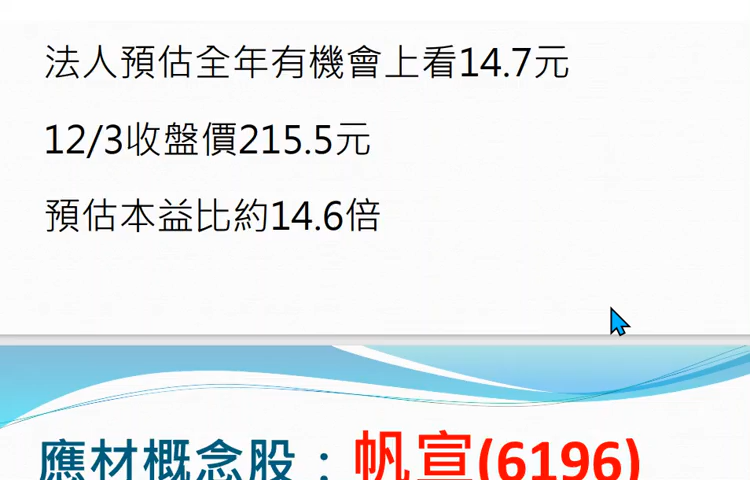 法人預估全年有機會上看14.7元
12/3收盤價215.5元
預估本益比約14.6倍
應材概念股：帆宣(6196)